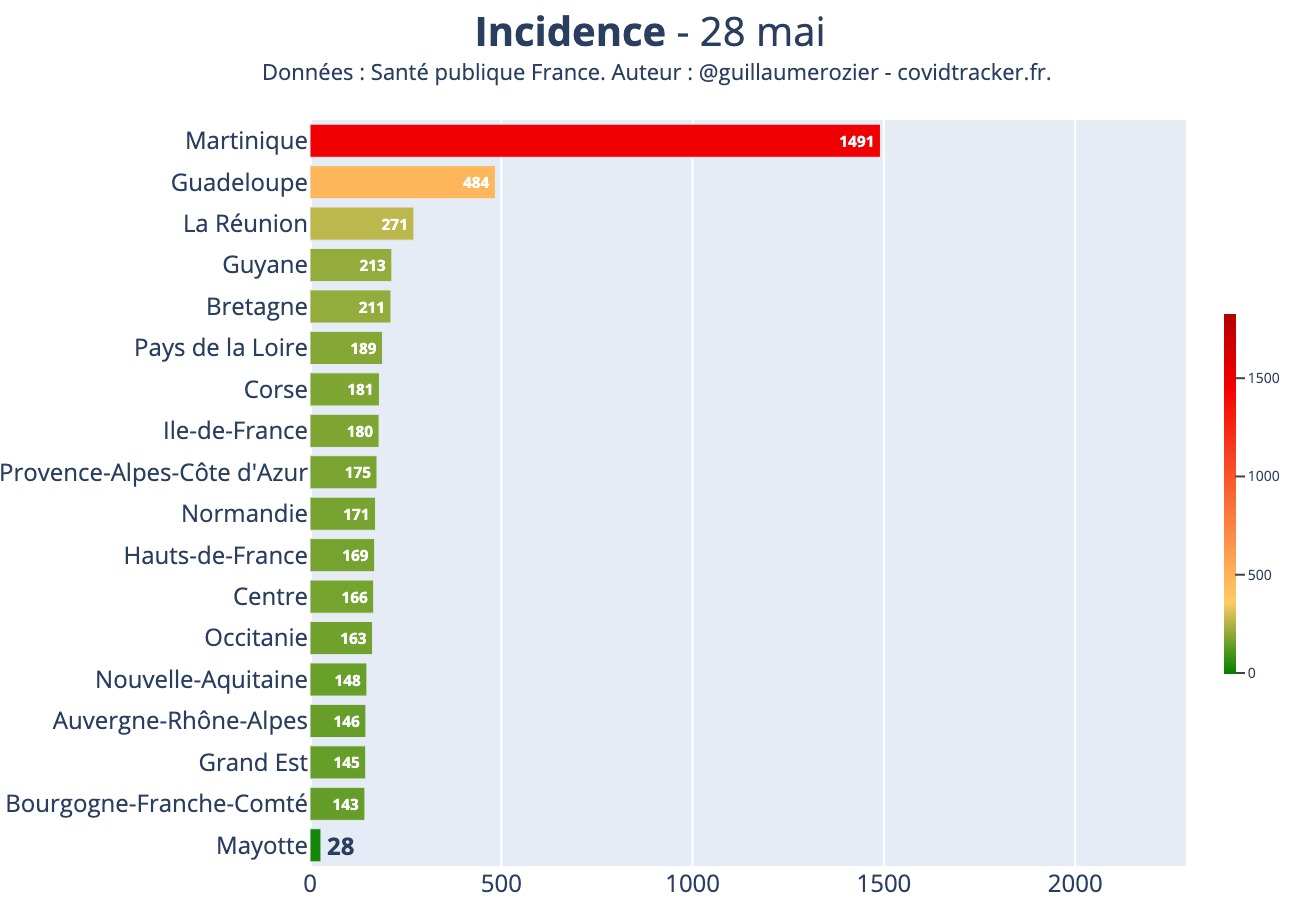 Incidence - 28 mai
Données : Santé publique France. Auteur : @guillaumerozier - covidtracker.fr.
Martinique 1491
Guadeloupe 484
La Réunion 271
Guyane 213
Bretagne 211
Pays de la Loire 189
Corse 181
Ile-de-France 180
Provence-Alpes-Côte d'Azur 175
Normandie 171
Hauts-de-France 169
Centre 166
Occitanie 163
Nouvelle-Aquitaine 148
Auvergne-Rhône-Alpes 146
Grand Est 145
Bourgogne-Franche-Comté 143
Mayotte 28
0 500 1000 1500 2000
1500
1000
500
0